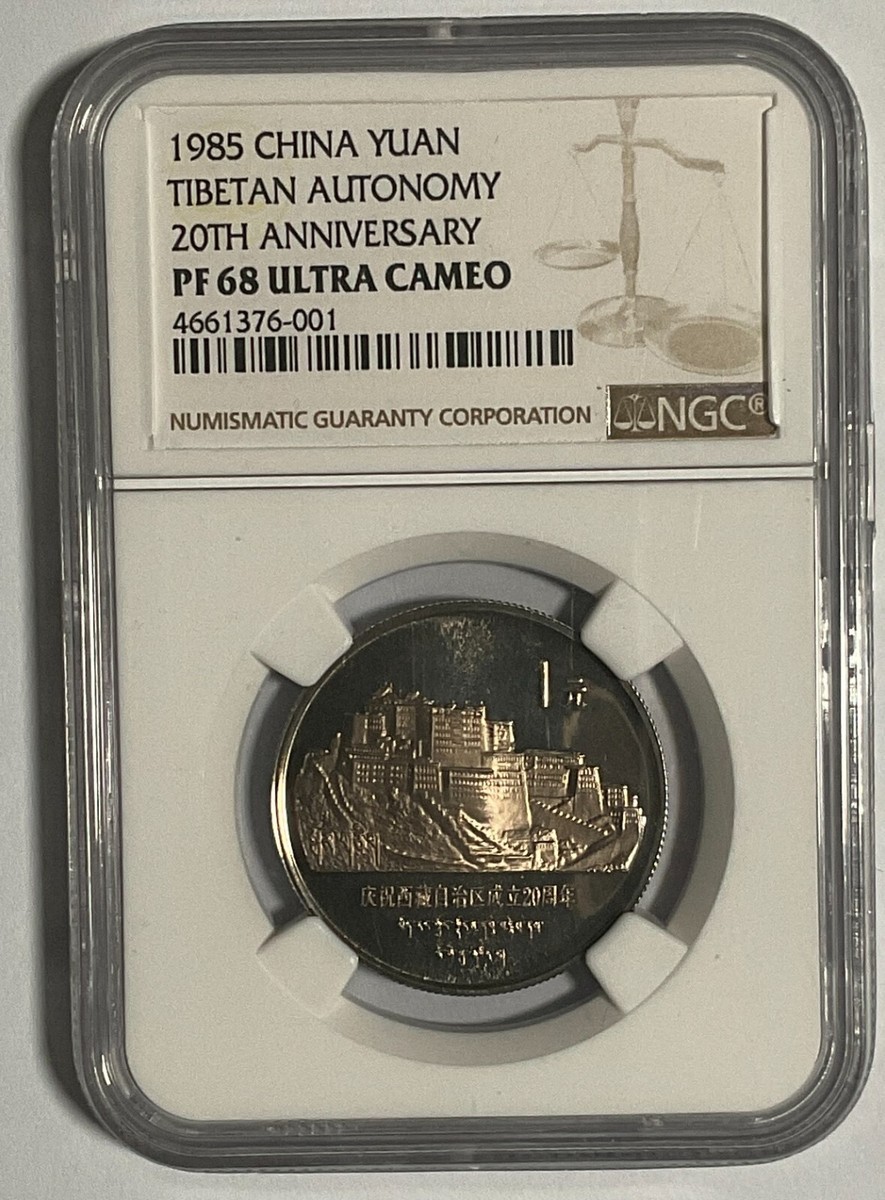 1985 CHINA YUAN
TIBETAN AUTONOMY
20TH ANNIVERSARY
PF 68 ULTRA CAMEO
4661376-001
NUMISMATIC GUARANTY CORPORATION
NGC®
1元
庆祝西藏自治区成立20周年